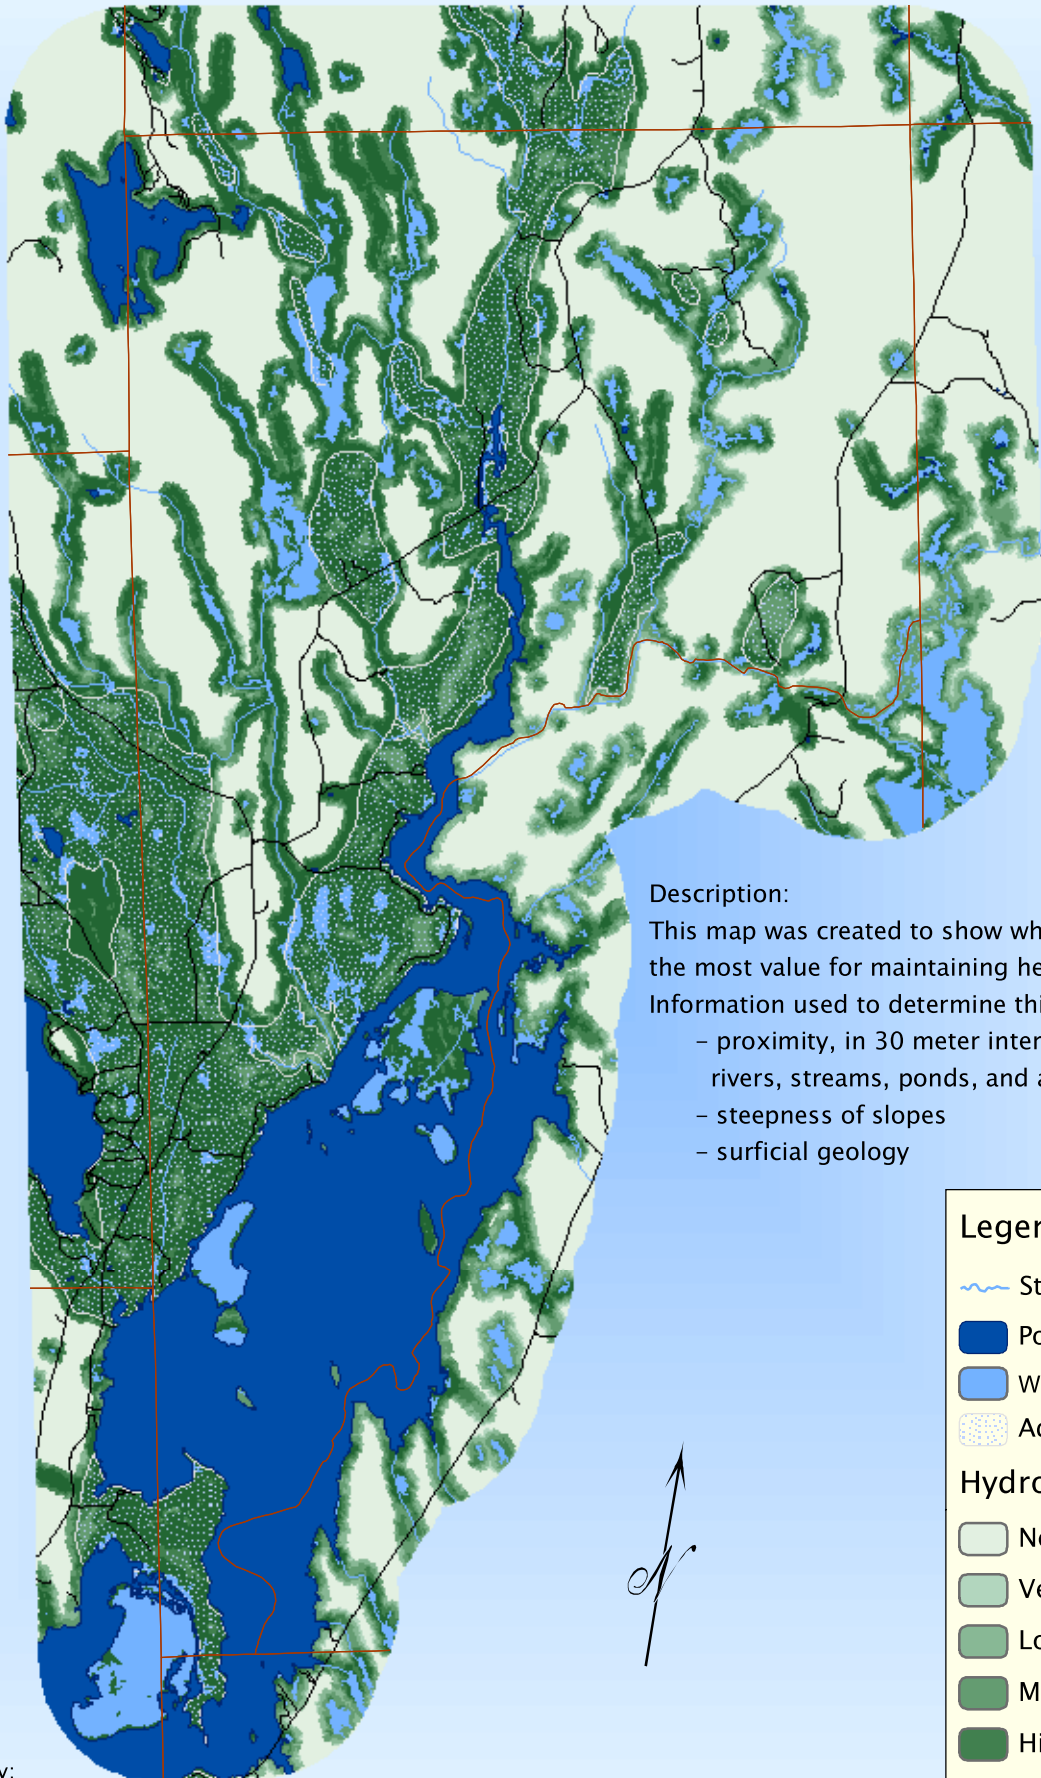 Description:
This map was created to show wh
the most value for maintaining he
Information used to determine thi
– proximity, in 30 meter inter
rivers, streams, ponds, and a
– steepness of slopes
– surficial geology
Legen
St
Po
W
Ac
Hydro
No
Ve
Lo
M
Hi
N
y: